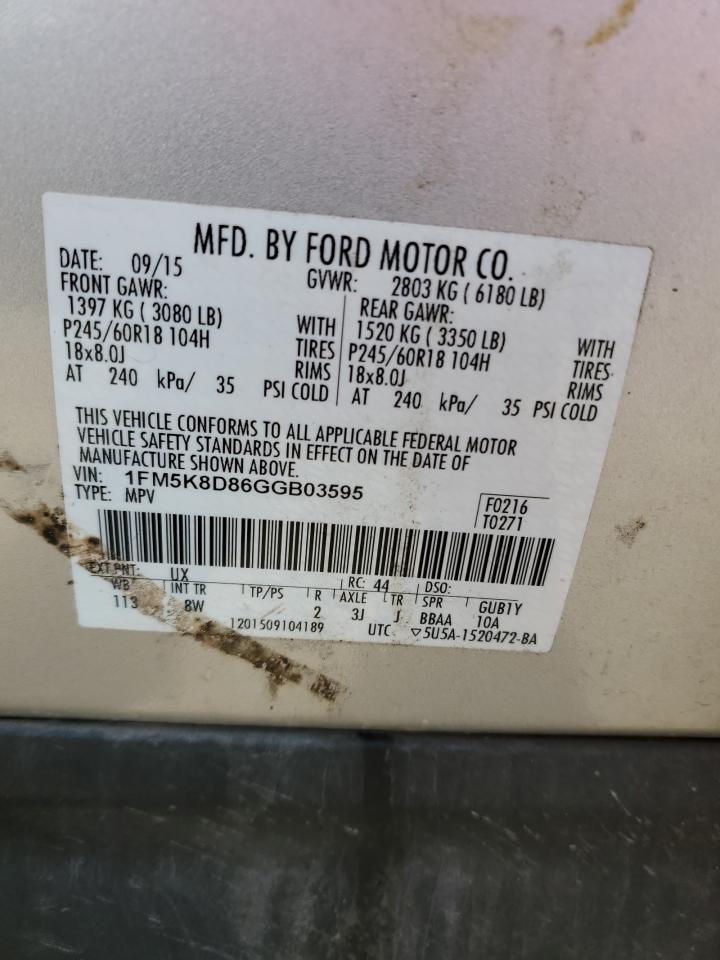 MFD. BY FORD MOTOR CO.
DATE: 09/15 GVWR: 2803 KG ( 6180 LB)
FRONT GAWR: REAR GAWR:
1397 KG ( 3080 LB) WITH 1520 KG ( 3350 LB) WITH
P245/60R18 104H TIRES P245/60R18 104H TIRES
18x8.0J RIMS 18x8.0J RIMS
AT 240 kPa/ 35 PSI COLD AT 240 kPa/ 35 PSI COLD
THIS VEHICLE CONFORMS TO ALL APPLICABLE FEDERAL MOTOR
VEHICLE SAFETY STANDARDS IN EFFECT ON THE DATE OF
MANUFACTURE SHOWN ABOVE.
VIN: 1FM5K8D86GGB03595
TYPE: MPV
F0216
T0271
EXT PNT: UX RC: 44 DSO:
WB INT TR TP/PS R AXLE TR SPR GUB1Y
113 8W 2 3J J BBAA 10A
1201509104189 UTC ▽5U5A-1520472-BA